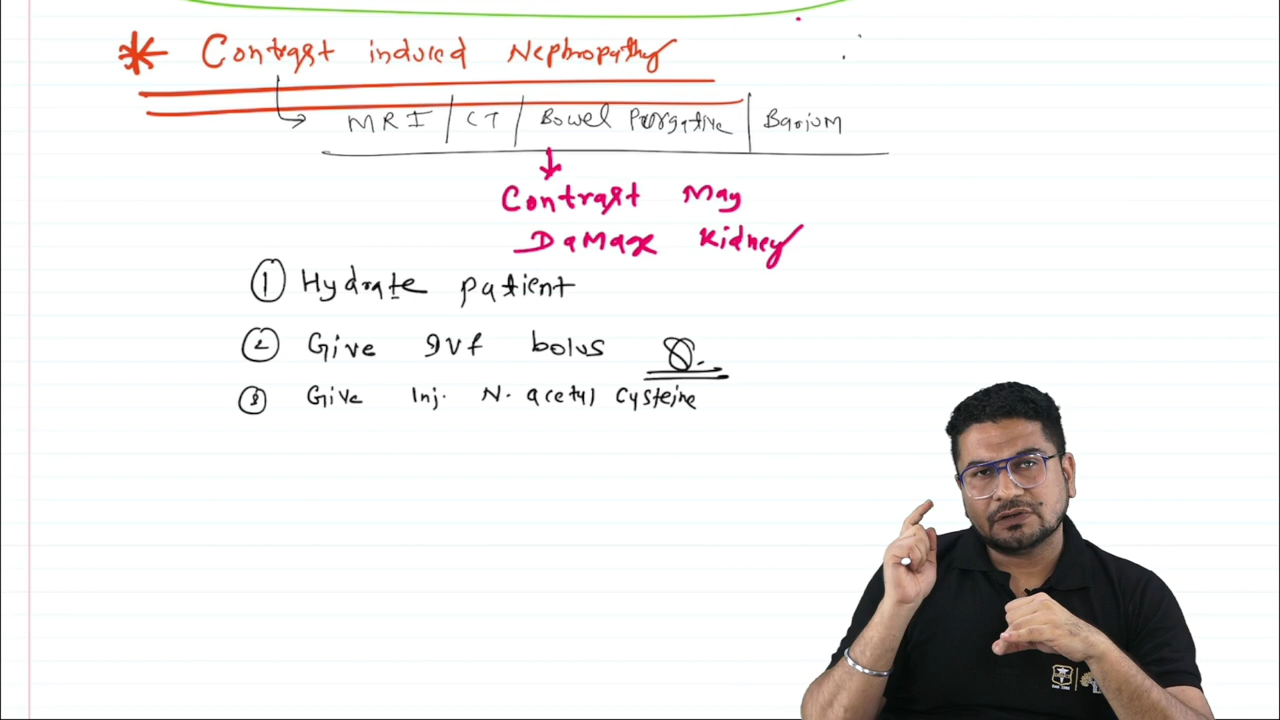 * Contrast induced Nephropathy
MRI | CT | Bowel Purgative | Barium
Contrast May
Damage Kidney
① Hydrate patient
② Give IVf bolus
③ Give Inj. N. acetyl cysteine